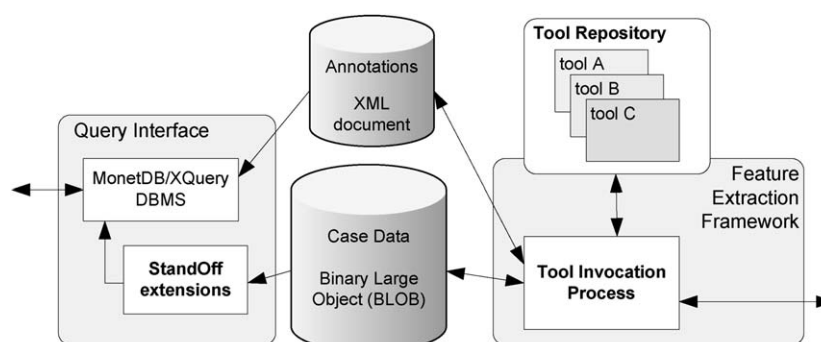 Query Interface
MonetDB/XQuery
DBMS
StandOff
extensions
Annotations
XML
document
Case Data
Binary Large
Object (BLOB)
Tool Repository
tool A
tool B
tool C
Feature
Extraction
Framework
Tool Invocation
Process